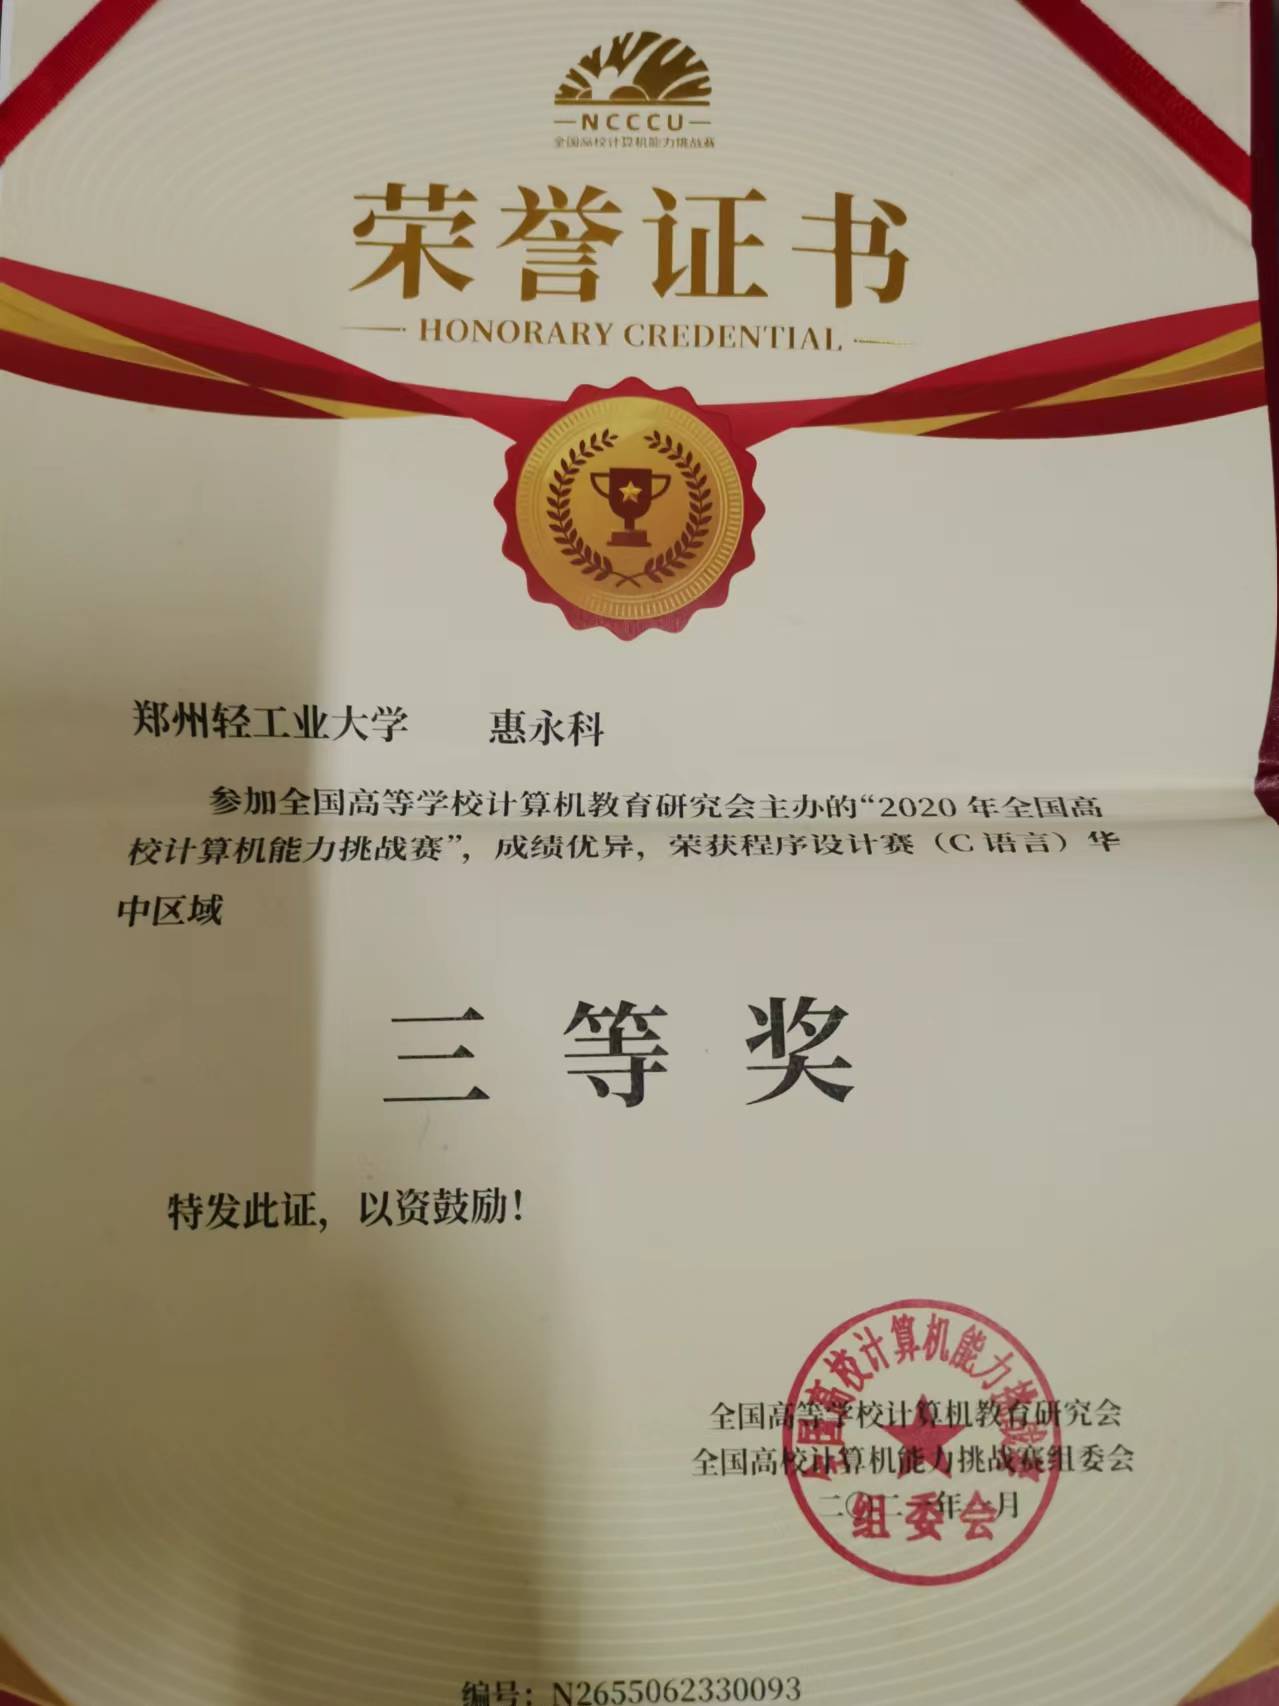 NCCCU
全国高校计算机能力挑战赛
荣誉证书
HONORARY CREDENTIAL
郑州轻工业大学 惠永科
参加全国高等学校计算机教育研究会主办的“2020 年全国高
校计算机能力挑战赛”，成绩优异，荣获程序设计赛（C 语言）华
中区域
三等奖
特发此证，以资鼓励！
全国高等学校计算机教育研究会
全国高校计算机能力挑战赛组委会
二〇二一年一月
全国高校计算机能力挑战赛
组委会
编号：N2655062330093